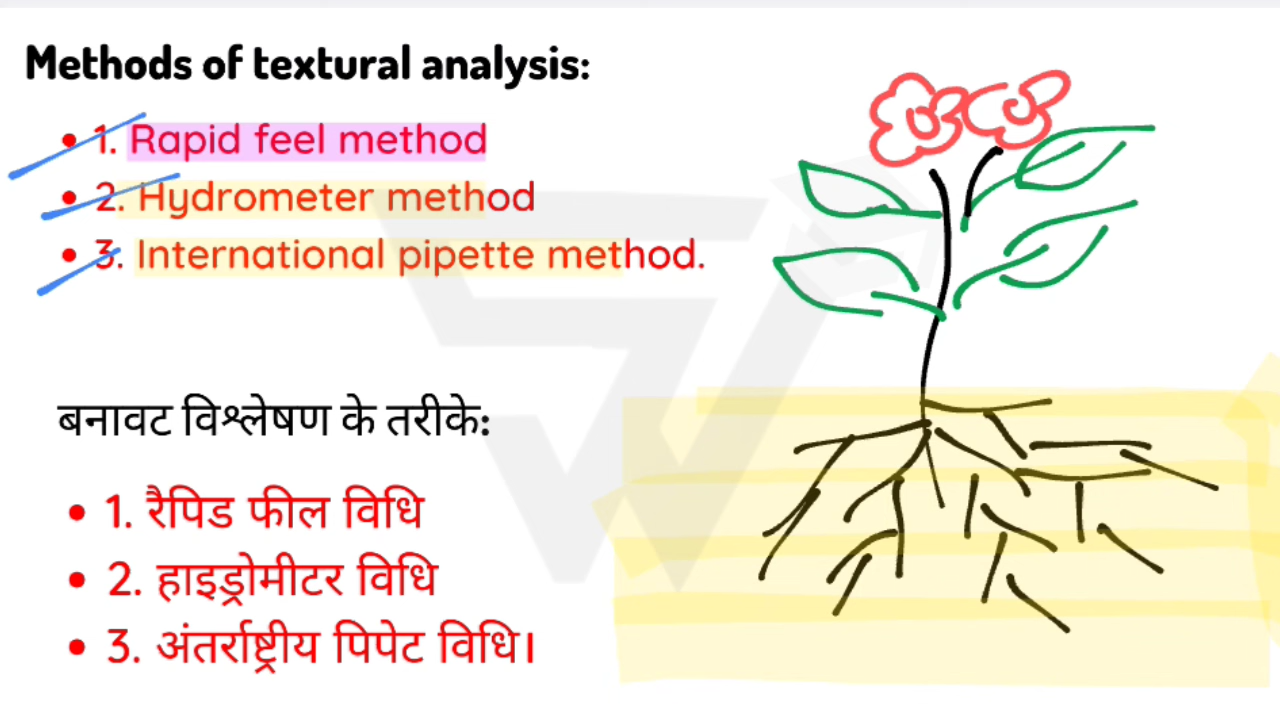 Methods of textural analysis:
• 1. Rapid feel method
• 2. Hydrometer method
• 3. International pipette method.
बनावट विश्लेषण के तरीके:
• 1. रैपिड फील विधि
• 2. हाइड्रोमीटर विधि
• 3. अंतर्राष्ट्रीय पिपेट विधि।